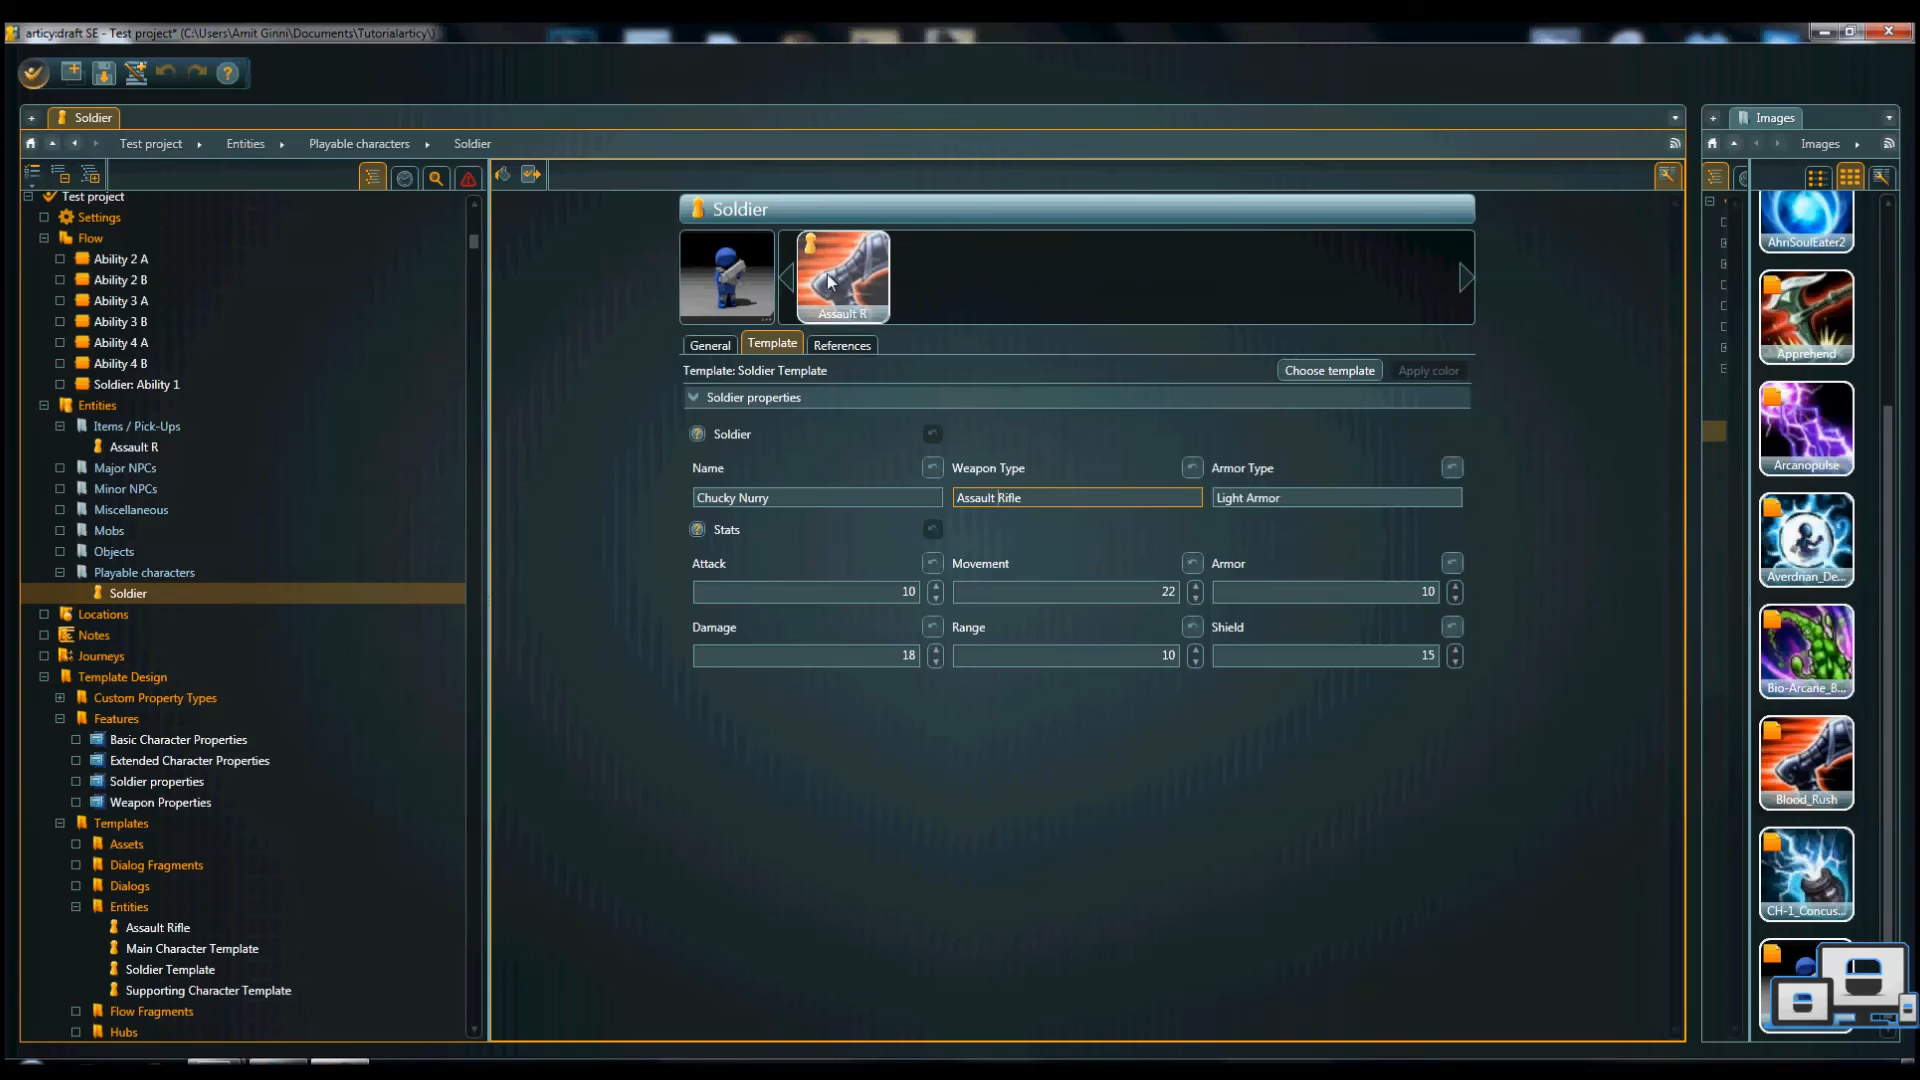 articy:draft SE - Test project* (C:\Users\Amit Ginni\Documents\Tutorialarticy\)
Soldier
Images
Test project
Entities
Playable characters
Soldier
Images
Test project
Settings
Flow
Ability 2 A
Ability 2 B
Ability 3 A
Ability 3 B
Ability 4 A
Ability 4 B
Soldier: Ability 1
Entities
Items / Pick-Ups
Assault R
Major NPCs
Minor NPCs
Miscellaneous
Mobs
Objects
Playable characters
Soldier
Locations
Notes
Journeys
Template Design
Custom Property Types
Features
Basic Character Properties
Extended Character Properties
Soldier properties
Weapon Properties
Templates
Assets
Dialog Fragments
Dialogs
Entities
Assault Rifle
Main Character Template
Soldier Template
Supporting Character Template
Flow Fragments
Hubs
Soldier
Assault R
General
Template
References
Template: Soldier Template
Choose template
Apply color
Soldier properties
Soldier
Name
Weapon Type
Armor Type
Chucky Nurry
Assault Rifle
Light Armor
Stats
Attack
Movement
Armor
10
22
10
Damage
Range
Shield
18
10
15
AhriSoulEater2
Apprehend
Arcanopulse
Averdrian_De...
Bio-Arcane_B...
Blood_Rush
CH-1_Concus...